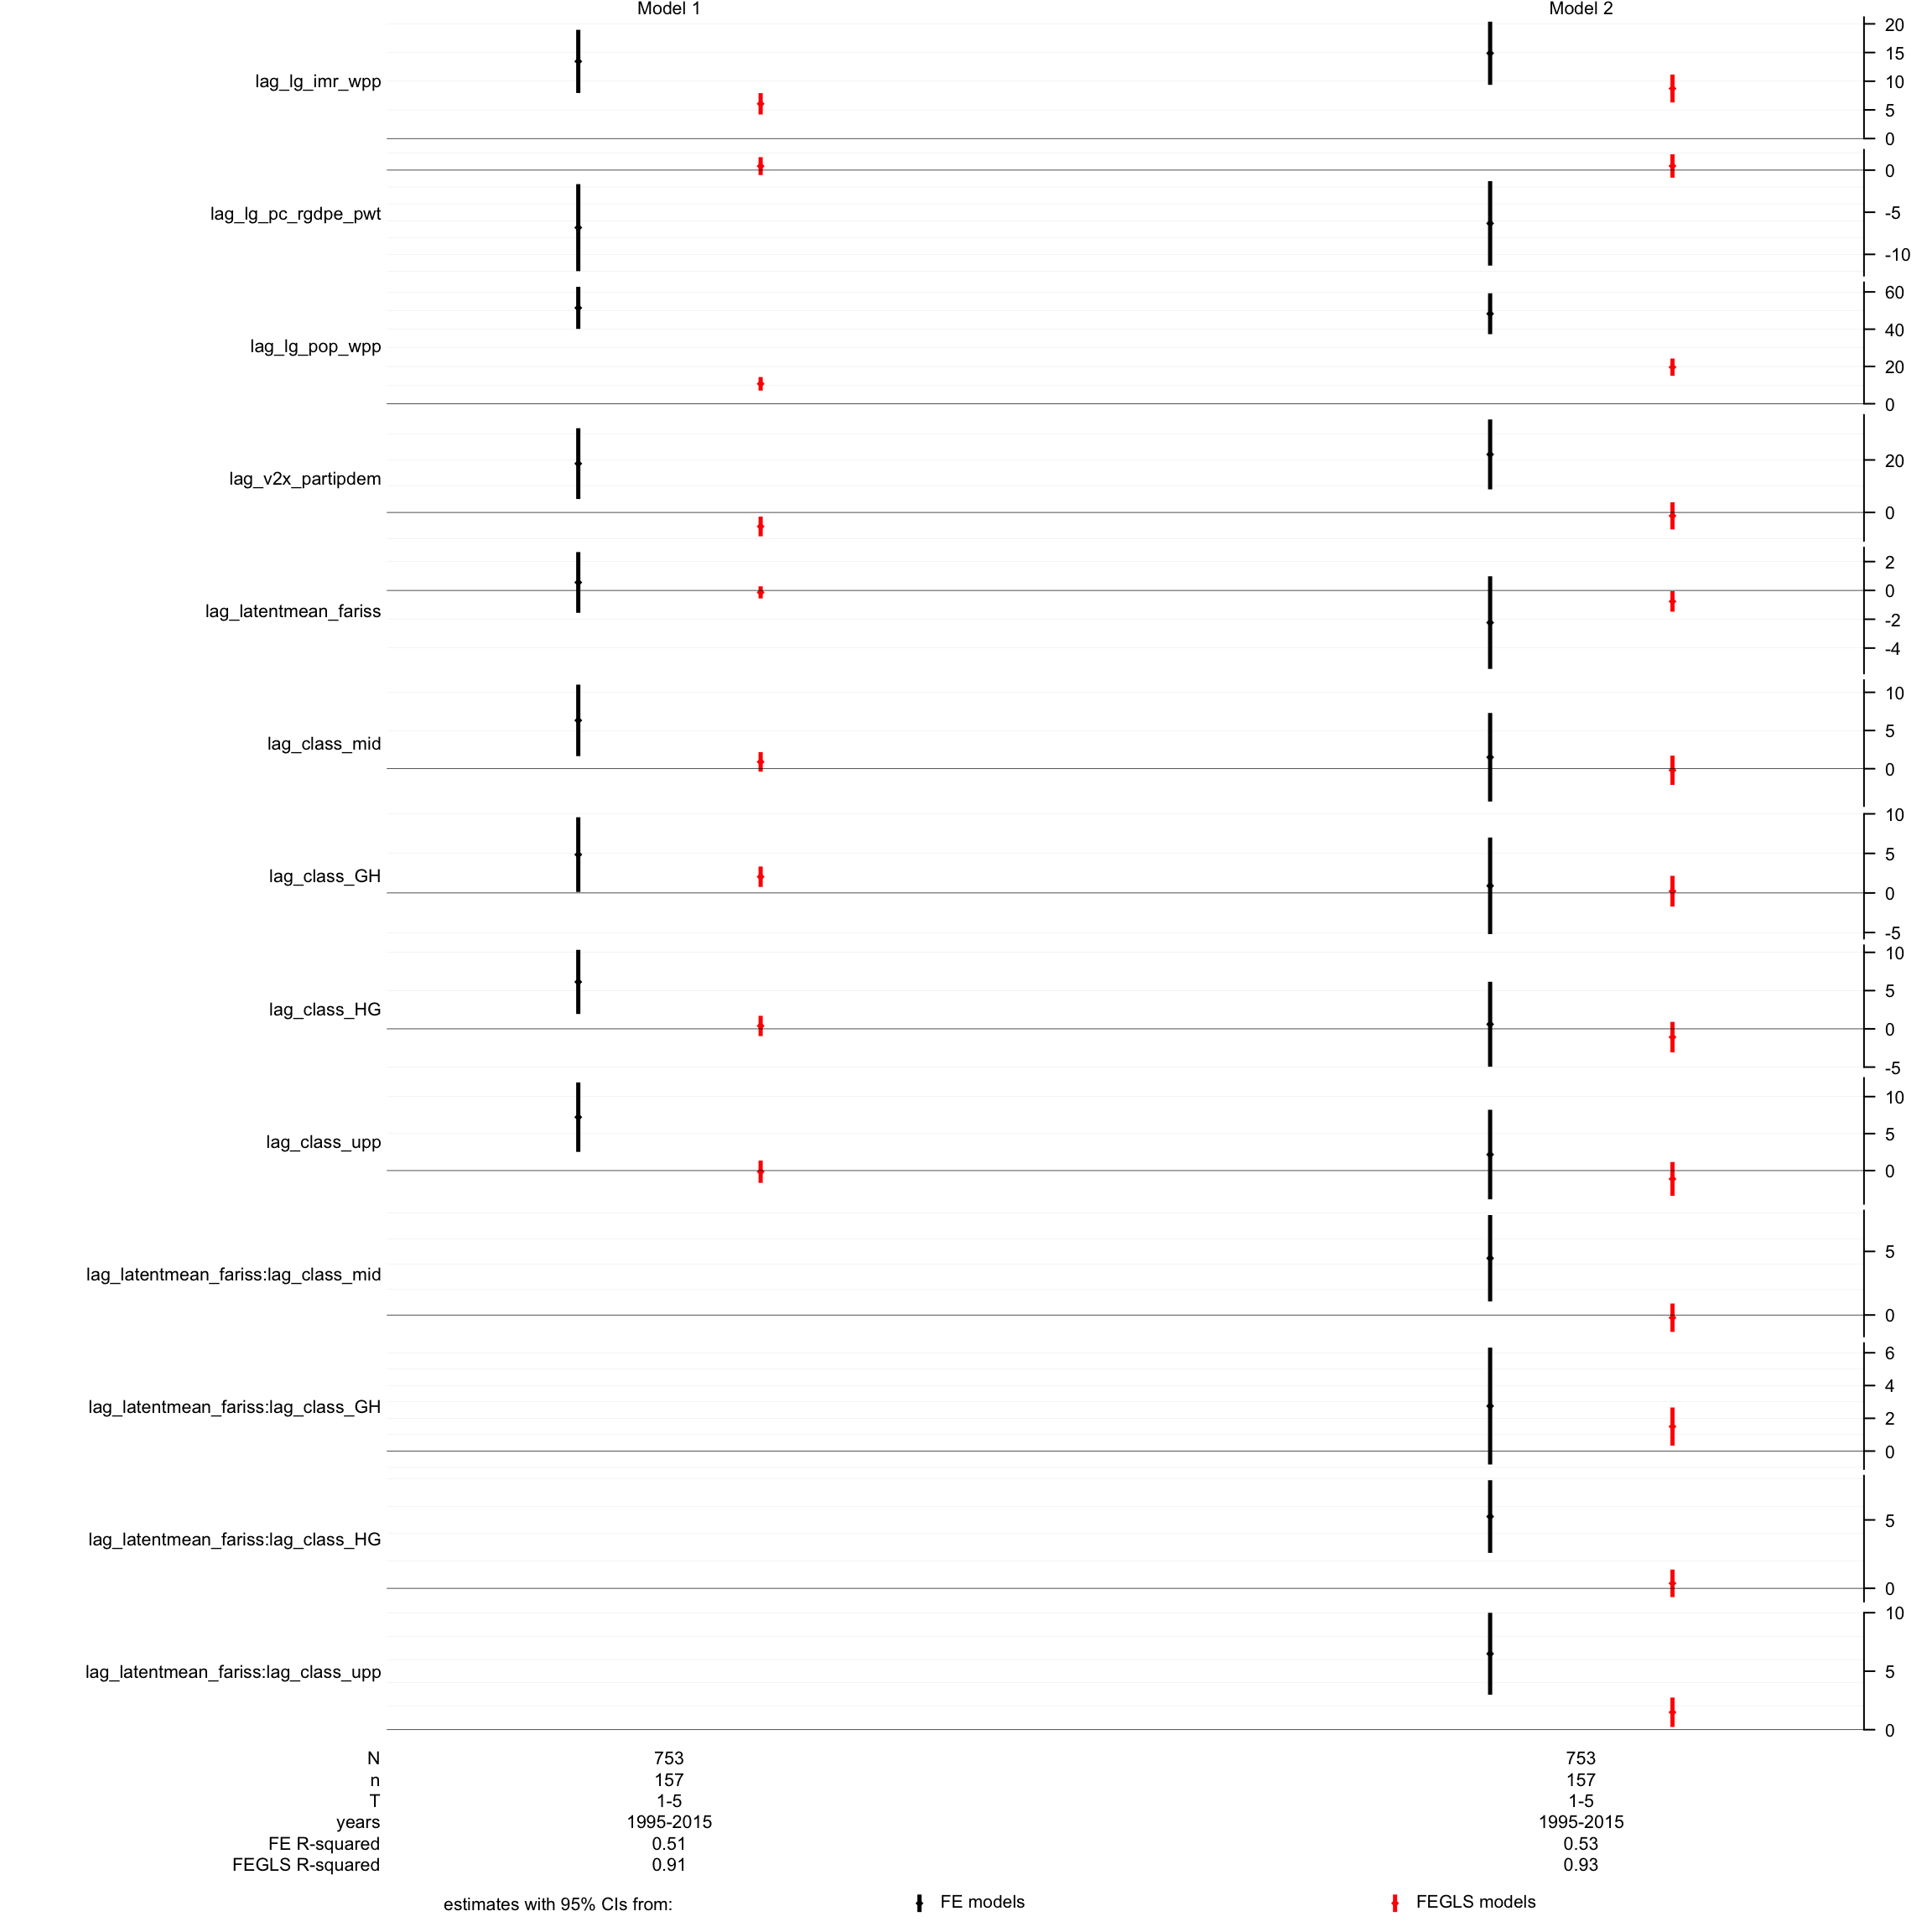 Model 1 Model 2
lag_lg_imr_wpp
20
15
10
5
0
lag_lg_pc_rgdpe_pwt
0
-5
-10
lag_lg_pop_wpp
60
40
20
0
lag_v2x_partipdem
20
0
lag_latentmean_fariss
2
0
-2
-4
lag_class_mid
10
5
0
lag_class_GH
10
5
0
-5
lag_class_HG
10
5
0
-5
lag_class_upp
10
5
0
lag_latentmean_fariss:lag_class_mid
5
0
lag_latentmean_fariss:lag_class_GH
6
4
2
0
lag_latentmean_fariss:lag_class_HG
5
0
lag_latentmean_fariss:lag_class_upp
10
5
0
N 753 753
n 157 157
T 1-5 1-5
years 1995-2015 1995-2015
FE R-squared 0.51 0.53
FEGLS R-squared 0.91 0.93
estimates with 95% CIs from: FE models FEGLS models